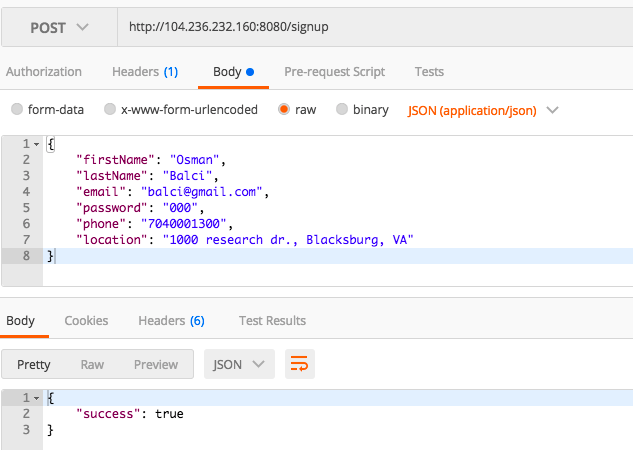 POST http://104.236.232.160:8080/signup
Authorization Headers (1) Body Pre-request Script Tests
form-data x-www-form-urlencoded raw binary JSON (application/json)
1 {
2 "firstName": "Osman",
3 "lastName": "Balci",
4 "email": "balci@gmail.com",
5 "password": "000",
6 "phone": "7040001300",
7 "location": "1000 research dr., Blacksburg, VA"
8 }
Body Cookies Headers (6) Test Results
Pretty Raw Preview JSON
1 {
2 "success": true
3 }